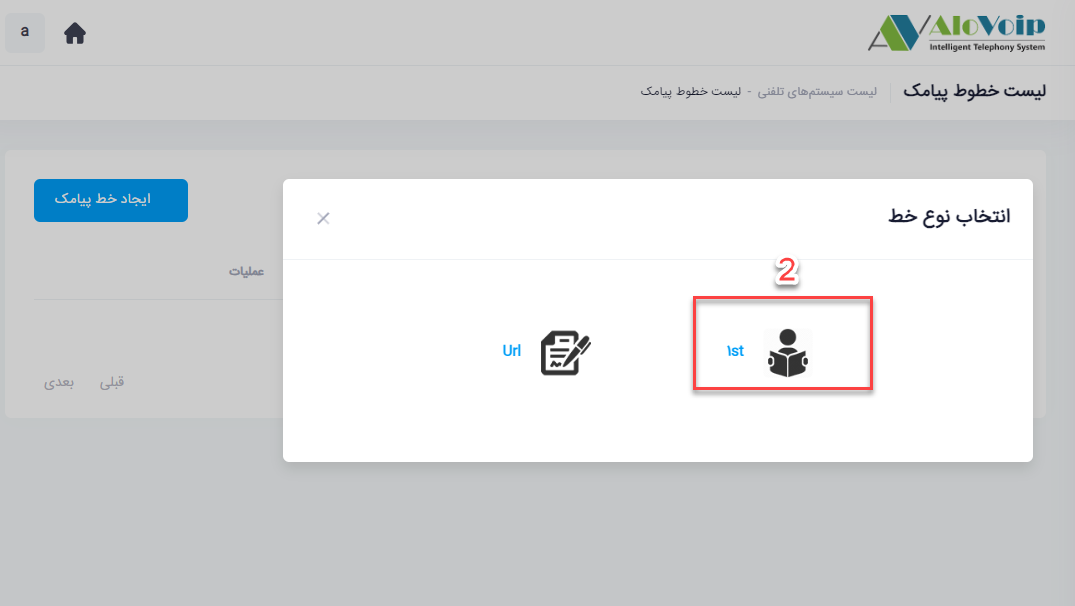 a
AloVoip
Intelligent Telephony System
لیست خطوط پیامک
لیست سیستم‌های تلفنی - لیست خطوط پیامک
ایجاد خط پیامک
انتخاب نوع خط
عملیات
2
۱st
Url
قبلی
بعدی